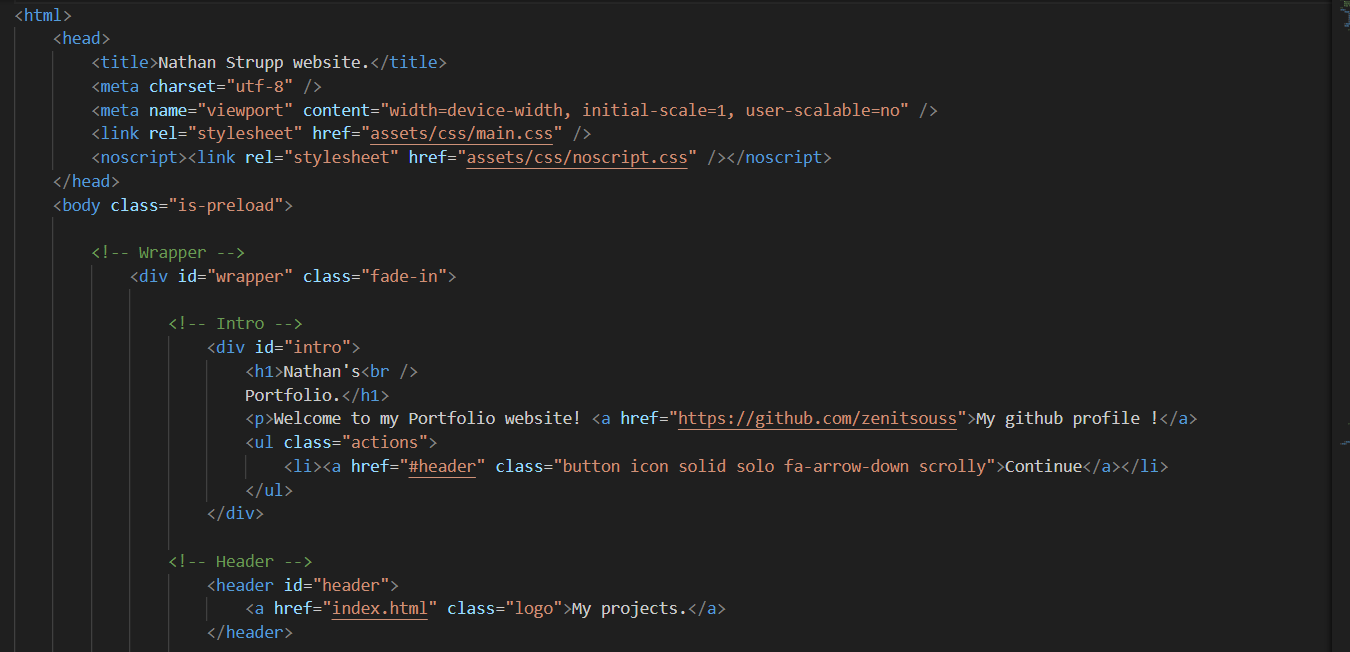 <html>
<head>
<title>Nathan Strupp website.</title>
<meta charset="utf-8" />
<meta name="viewport" content="width=device-width, initial-scale=1, user-scalable=no" />
<link rel="stylesheet" href="assets/css/main.css" />
<noscript><link rel="stylesheet" href="assets/css/noscript.css" /></noscript>
</head>
<body class="is-preload">
<!-- Wrapper -->
<div id="wrapper" class="fade-in">
<!-- Intro -->
<div id="intro">
<h1>Nathan's<br />
Portfolio.</h1>
<p>Welcome to my Portfolio website! <a href="https://github.com/zenitsouss">My github profile !</a>
<ul class="actions">
<li><a href="#header" class="button icon solid solo fa-arrow-down scrolly">Continue</a></li>
</ul>
</div>
<!-- Header -->
<header id="header">
<a href="index.html" class="logo">My projects.</a>
</header>